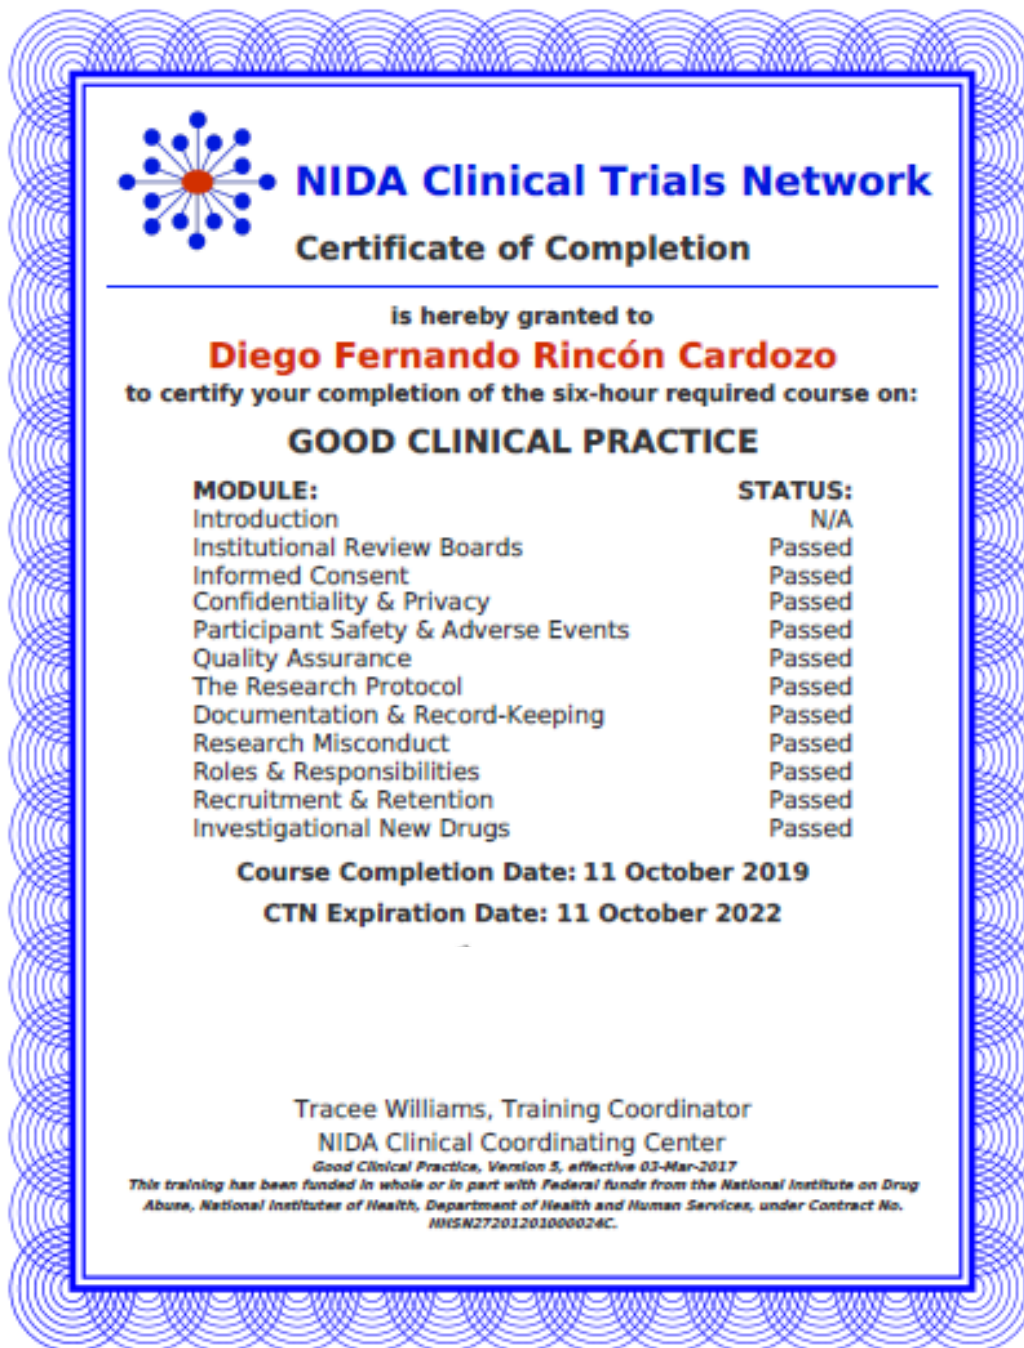 NIDA Clinical Trials Network
Certificate of Completion
is hereby granted to
Diego Fernando Rincón Cardozo
to certify your completion of the six-hour required course on:
GOOD CLINICAL PRACTICE
MODULE: STATUS:
Introduction N/A
Institutional Review Boards Passed
Informed Consent Passed
Confidentiality & Privacy Passed
Participant Safety & Adverse Events Passed
Quality Assurance Passed
The Research Protocol Passed
Documentation & Record-Keeping Passed
Research Misconduct Passed
Roles & Responsibilities Passed
Recruitment & Retention Passed
Investigational New Drugs Passed
Course Completion Date: 11 October 2019
CTN Expiration Date: 11 October 2022
Tracee Williams, Training Coordinator
NIDA Clinical Coordinating Center
Good Clinical Practice, Version 5, effective 03-Mar-2017
This training has been funded in whole or in part with Federal funds from the National Institute on Drug
Abuse, National Institutes of Health, Department of Health and Human Services, under Contract No.
HHSN27201201000024C.